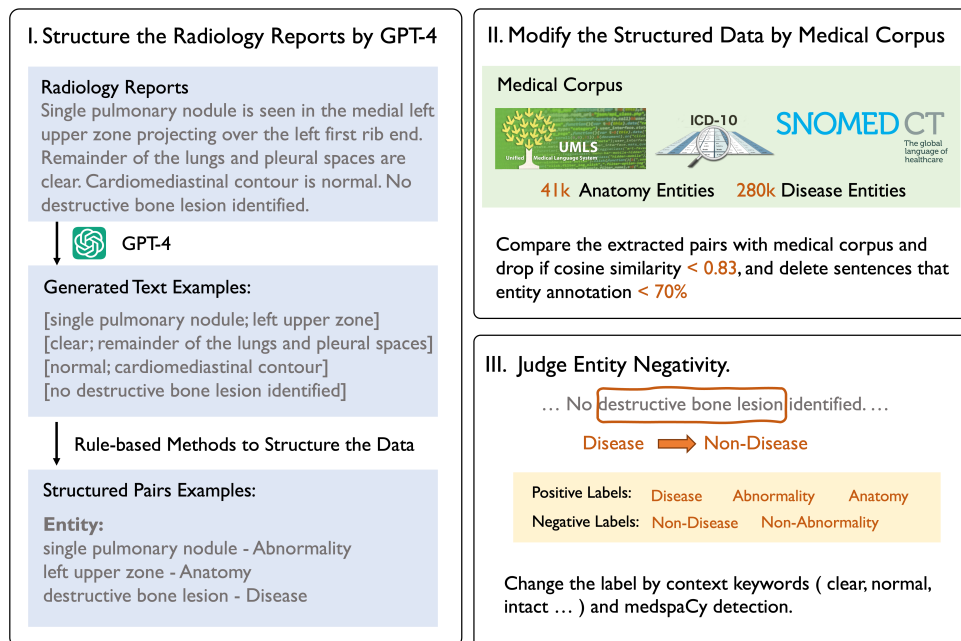 I. Structure the Radiology Reports by GPT-4
Radiology Reports
Single pulmonary nodule is seen in the medial left
upper zone projecting over the left first rib end.
Remainder of the lungs and pleural spaces are
clear. Cardiomediastinal contour is normal. No
destructive bone lesion identified.
GPT-4
Generated Text Examples:
[single pulmonary nodule; left upper zone]
[clear; remainder of the lungs and pleural spaces]
[normal; cardiomediastinal contour]
[no destructive bone lesion identified]
Rule-based Methods to Structure the Data
Structured Pairs Examples:
Entity:
single pulmonary nodule - Abnormality
left upper zone - Anatomy
destructive bone lesion - Disease
II. Modify the Structured Data by Medical Corpus
Medical Corpus
UMLS
Unified Medical Language System
ICD-10
SNOMED CT
The global
language of
healthcare
41k Anatomy Entities 280k Disease Entities
Compare the extracted pairs with medical corpus and
drop if cosine similarity < 0.83, and delete sentences that
entity annotation < 70%
III. Judge Entity Negativity.
... No destructive bone lesion identified. ...
Disease Non-Disease
Positive Labels: Disease Abnormality Anatomy
Negative Labels: Non-Disease Non-Abnormality
Change the label by context keywords ( clear, normal,
intact ... ) and medspaCy detection.